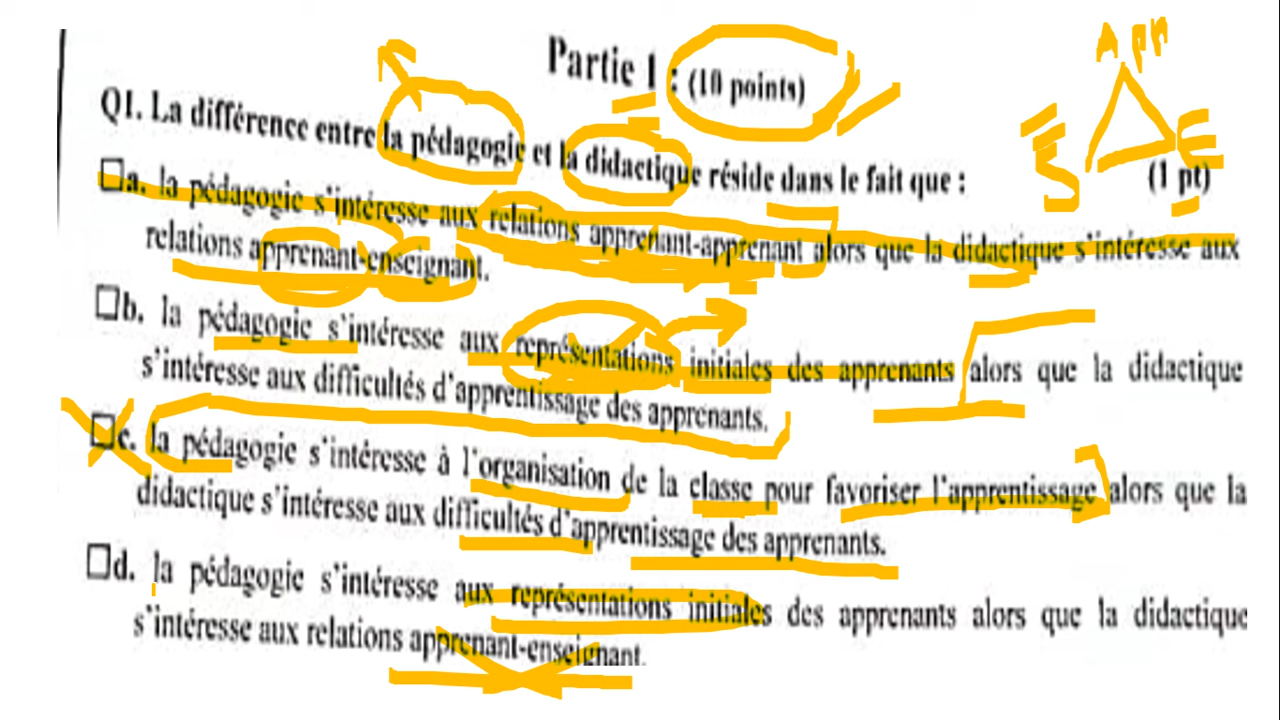 Partie 1 : (10 points)
Apn
S
E
Q1. La différence entre la pédagogie et la didactique réside dans le fait que :
(1 pt)
☐a. la pédagogie s'intéresse aux relations apprenant-apprenant alors que la didactique s'intéresse aux
relations apprenant-enseignant.
☐b. la pédagogie s'intéresse aux représentations initiales des apprenants alors que la didactique
s'intéresse aux difficultés d'apprentissage des apprenants.
☐c. la pédagogie s'intéresse à l'organisation de la classe pour favoriser l'apprentissage alors que la
didactique s'intéresse aux difficultés d'apprentissage des apprenants.
☐d. la pédagogie s'intéresse aux représentations initiales des apprenants alors que la didactique
s'intéresse aux relations apprenant-enseignant.